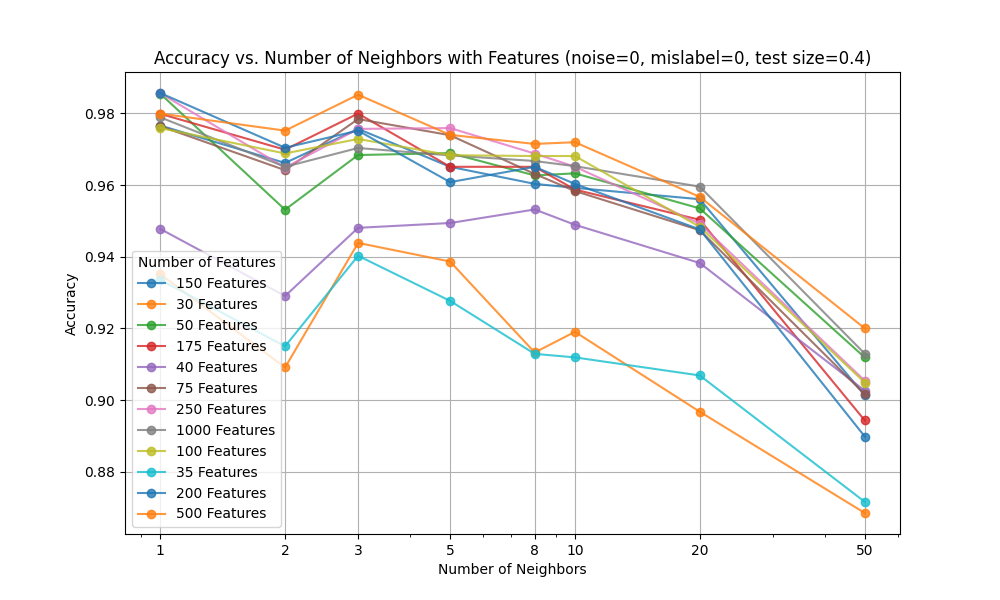 Accuracy vs. Number of Neighbors with Features (noise=0, mislabel=0, test size=0.4)
Accuracy
0.98
0.96
0.94
0.92
0.90
0.88
Number of Features
150 Features
30 Features
50 Features
175 Features
40 Features
75 Features
250 Features
1000 Features
100 Features
35 Features
200 Features
500 Features
1 2 3 5 8 10 20 50
Number of Neighbors